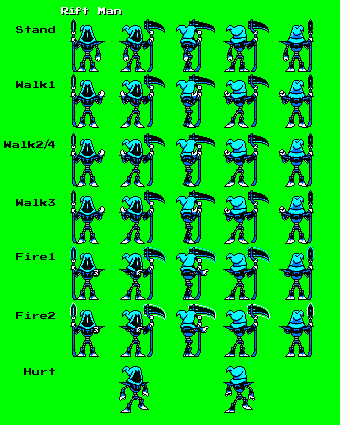 Rift Man
Stand
Walk1
Walk2/4
Walk3
Fire1
Fire2
Hurt